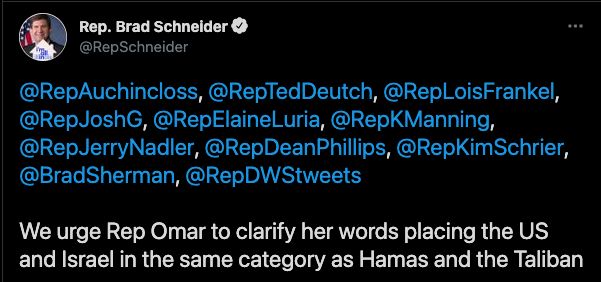 Rep. Brad Schneider
@RepSchneider
@RepAuchincloss, @RepTedDeutch, @RepLoisFrankel,
@RepJoshG, @RepElaineLuria, @RepKManning,
@RepJerryNadler, @RepDeanPhillips, @RepKimSchrier,
@BradSherman, @RepDWStweets
We urge Rep Omar to clarify her words placing the US
and Israel in the same category as Hamas and the Taliban